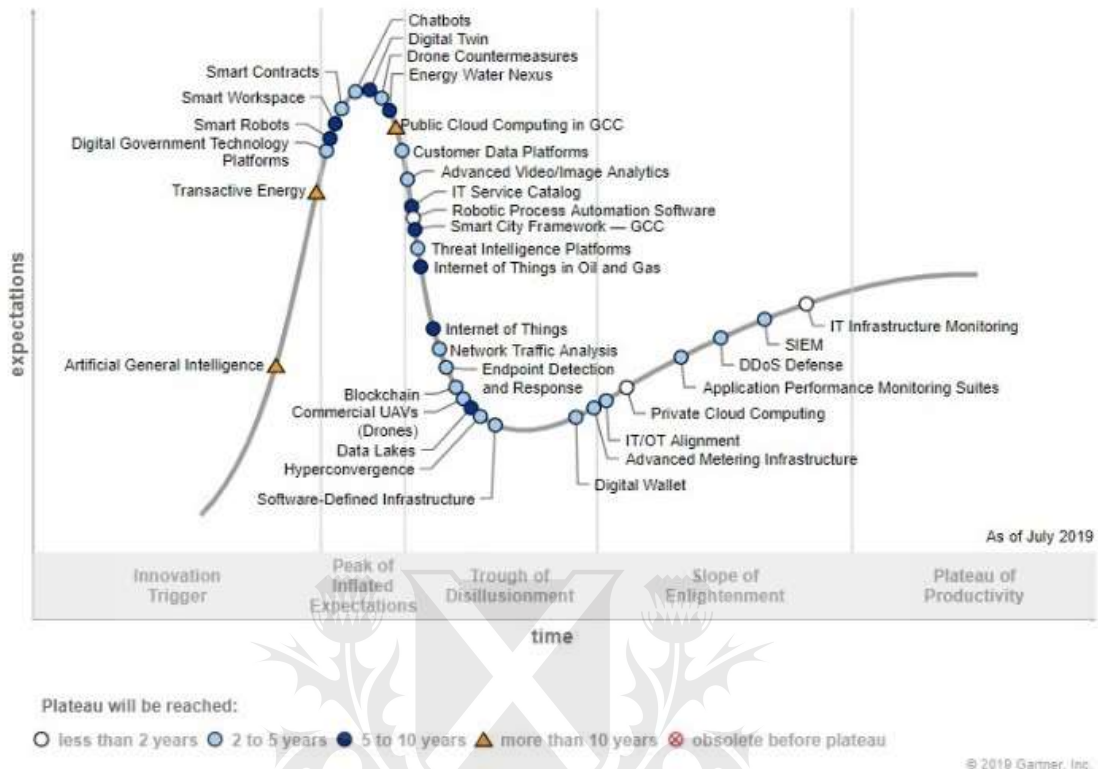 Chatbots
Digital Twin
Drone Countermeasures
Energy Water Nexus
Smart Contracts
Smart Workspace
Smart Robots
Digital Government Technology
Platforms
Transactive Energy
Artificial General Intelligence
Public Cloud Computing in GCC
Customer Data Platforms
Advanced Video/Image Analytics
IT Service Catalog
Robotic Process Automation Software
Smart City Framework — GCC
Threat Intelligence Platforms
Internet of Things in Oil and Gas
Internet of Things
Network Traffic Analysis
Endpoint Detection
and Response
Blockchain
Commercial UAVs
(Drones)
Data Lakes
Hyperconvergence
Software-Defined Infrastructure
IT Infrastructure Monitoring
SIEM
DDoS Defense
Application Performance Monitoring Suites
Private Cloud Computing
IT/OT Alignment
Advanced Metering Infrastructure
Digital Wallet
expectations
As of July 2019
Innovation
Trigger
Peak of
Inflated
Expectations
Trough of
Disillusionment
Slope of
Enlightenment
Plateau of
Productivity
time
Plateau will be reached:
less than 2 years 2 to 5 years 5 to 10 years more than 10 years obsolete before plateau
© 2019 Gartner, Inc.